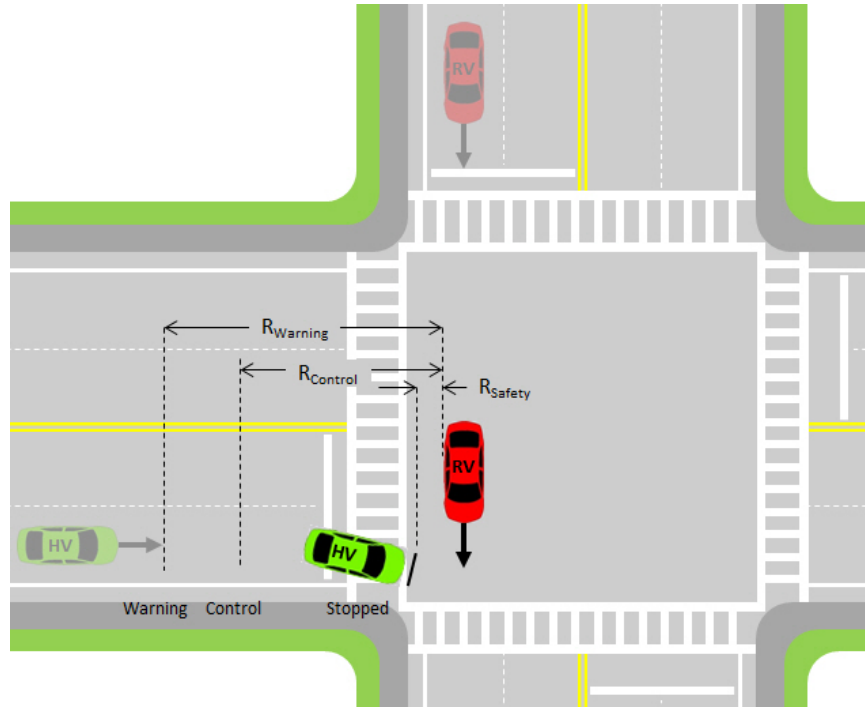 RV
RWarning
RControl
RSafety
RV
HV
HV
Warning Control Stopped